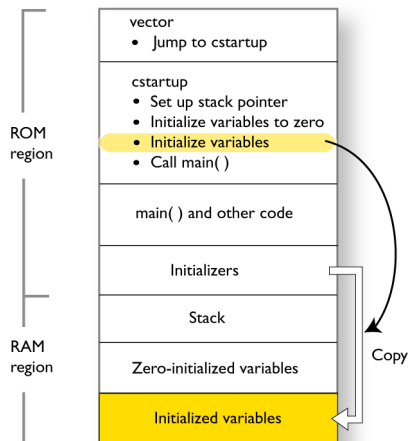 vector
• Jump to cstartup
cstartup
• Set up stack pointer
• Initialize variables to zero
• Initialize variables
• Call main( )
ROM
region
main( ) and other code
Initializers
Stack
RAM
region
Copy
Zero-initialized variables
Initialized variables